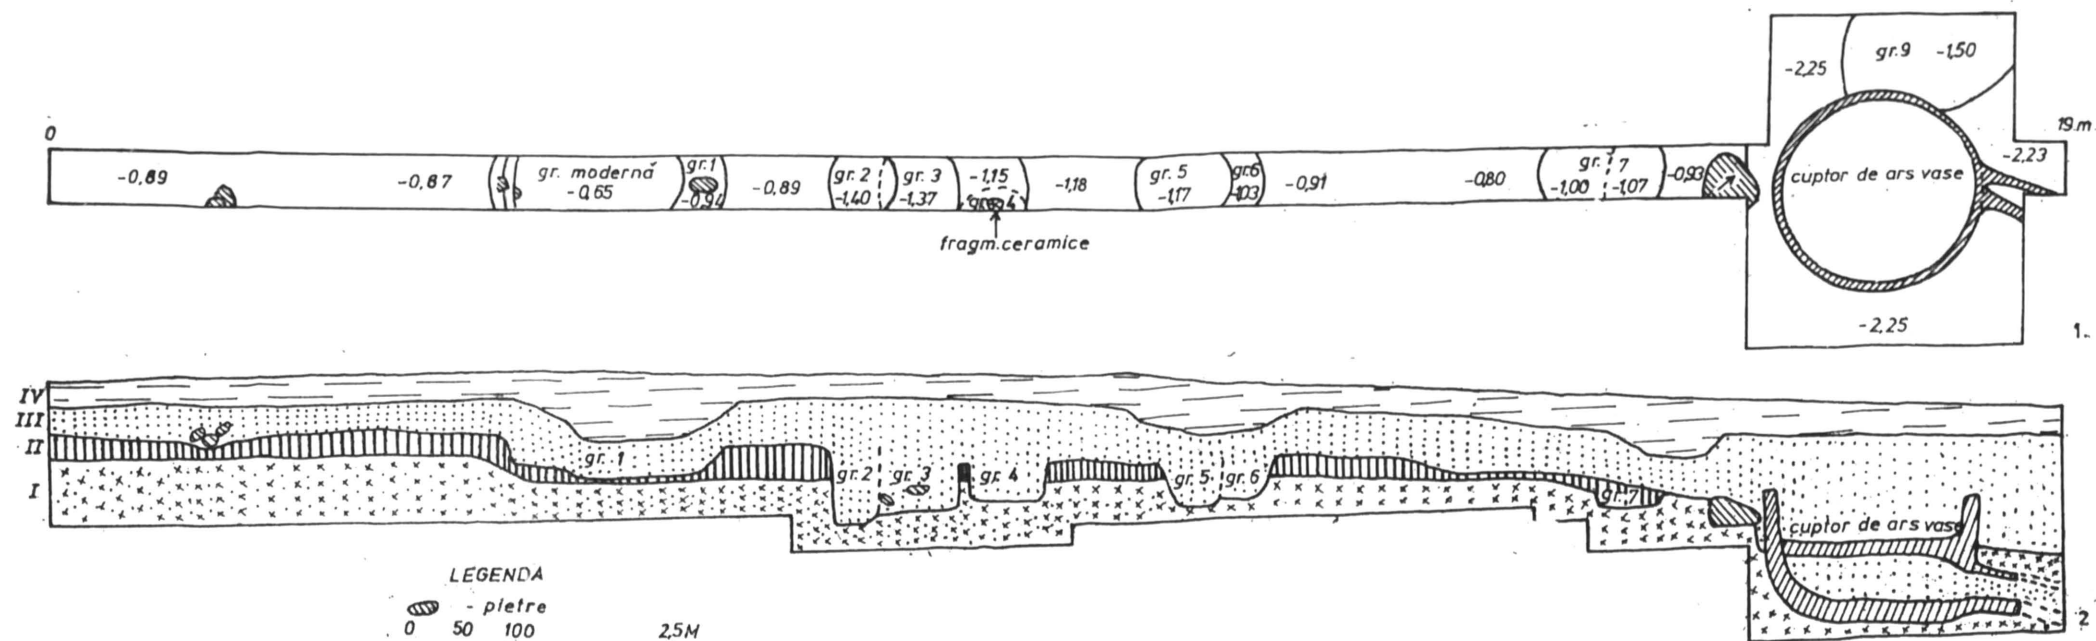 gr.9 -1,50
-2,25
0
19.m
-0,89
-0,87
gr. modernă
-0,65
gr.1
-0,94
-0,89
gr. 2
-1,40
gr. 3
-1,37
-1,15
gr. 4
-1,18
gr. 5
-1,17
gr.6
-1,03
-0,91
-0,80
gr. 7
-1,00 -1,07
-0,93
cuptor de ars vase
-2,23
fragm.ceramice
-2,25
1.
IV
III
II
I
gr. 1
gr.2
gr.3
gr. 4
gr. 5
gr. 6
gr.7
cuptor de ars vase
LEGENDA
- pietre
0 50 100 2,5M
2